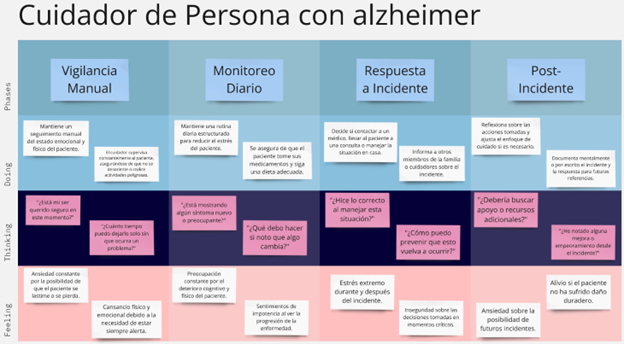 Cuidador de Persona con alzheimer
Phases
Vigilancia
Manual
Monitoreo
Diario
Respuesta
a Incidente
Post-
Incidente
Doing
Mantiene un
seguimiento manual
del estado emocional y
físico del paciente.
El cuidador supervisa
constantemente al paciente,
asegurándose de que no se
lastime o realice
actividades peligrosas.
Mantiene una rutina
diaria estructurada
para reducir el estrés
del paciente.
Se asegura de que el
paciente tome sus
medicamentos y siga
una dieta adecuada.
Decide si contactar a un
médico, llevar al paciente a
una consulta o manejar la
situación en casa.
Informa a otros
miembros de la familia
o cuidadores sobre el
incidente.
Reflexiona sobre las
acciones tomadas y
ajusta el enfoque de
cuidado si es necesario.
Documenta mentalmente
o por escrito el incidente y
la respuesta para futuras
referencias.
Thinking
"¿Está mi ser
querido seguro en
este momento?"
"¿Cuánto tiempo
puedo dejarlo solo sin
que ocurra un
problema?"
"¿Está mostrando
algún síntoma nuevo
o preocupante?"
"¿Qué debo hacer
si noto que algo
cambia?"
"¿Hice lo correcto
al manejar esta
situación?"
"¿Cómo puedo
prevenir que esto
vuelva a ocurrir?"
"¿Debería buscar
apoyo o recursos
adicionales?"
"¿He notado alguna
mejora o
empeoramiento desde
el incidente?"
Feeling
Ansiedad constante
por la posibilidad de
que el paciente se
lastime o se pierda.
Cansancio físico y
emocional debido a la
necesidad de estar
siempre alerta.
Preocupación
constante por el
deterioro cognitivo y
físico del paciente.
Sentimientos de
impotencia al ver la
progresión de la
enfermedad.
Estrés extremo
durante y después
del incidente.
Inseguridad sobre las
decisiones tomadas en
momentos críticos.
Ansiedad sobre la
posibilidad de
futuros incidentes.
Alivio si el paciente
no ha sufrido daño
duradero.